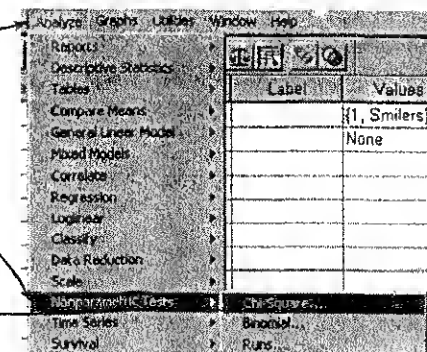 Analyze Graphs Utilities Window Help
Reports
Descriptive Statistics
Tables
Label Values
Compare Means
{1, Smilers}
General Linear Model
None
Mixed Models
Correlate
Regression
Loglinear
Classify
Data Reduction
Scale
Nonparametric Tests
Chi-Square...
Time Series
Binomial...
Survival
Runs...